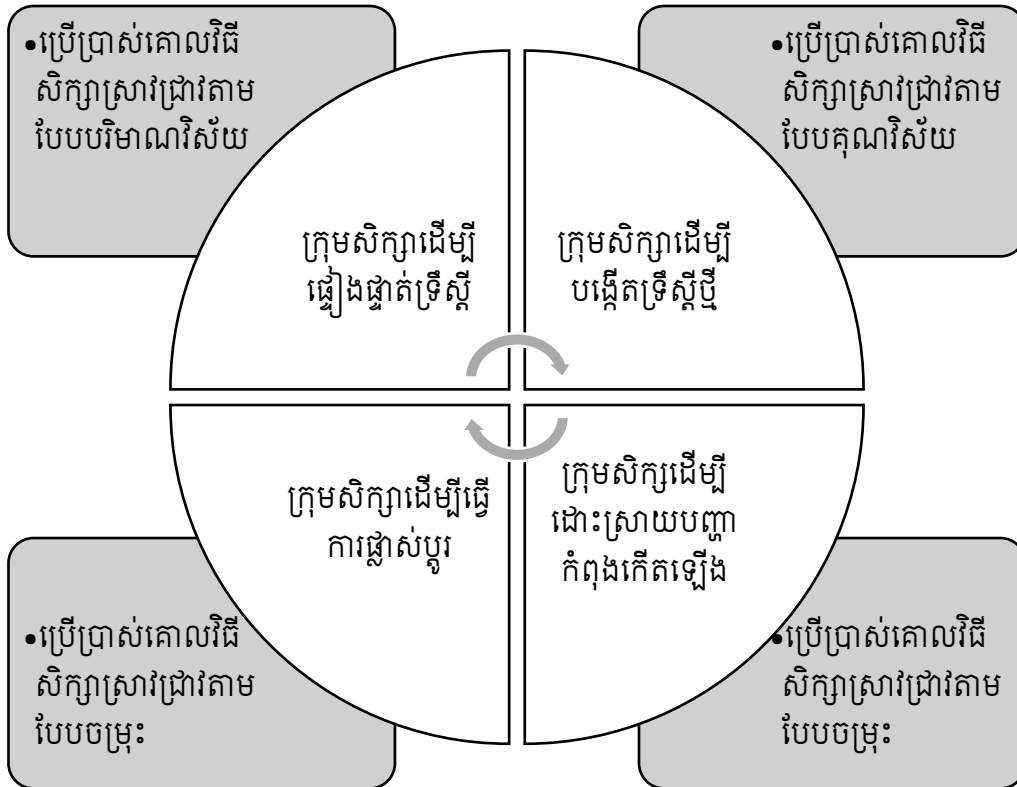 •ប្រើប្រាស់គោលវិធី
សិក្សាស្រាវជ្រាវតាម
បែបបរិមាណវិស័យ
•ប្រើប្រាស់គោលវិធី
សិក្សាស្រាវជ្រាវតាម
បែបគុណវិស័យ
ក្រុមសិក្សាដើម្បី
ផ្ទៀងផ្ទាត់ទ្រឹស្តី
ក្រុមសិក្សាដើម្បី
បង្កើតទ្រឹស្តីថ្មី
ក្រុមសិក្សាដើម្បីធ្វើ
ការផ្លាស់ប្តូរ
ក្រុមសិក្សដើម្បី
ដោះស្រាយបញ្ហា
កំពុងកើតឡើង
•ប្រើប្រាស់គោលវិធី
សិក្សាស្រាវជ្រាវតាម
បែបចម្រុះ
•ប្រើប្រាស់គោលវិធី
សិក្សាស្រាវជ្រាវតាម
បែបចម្រុះ